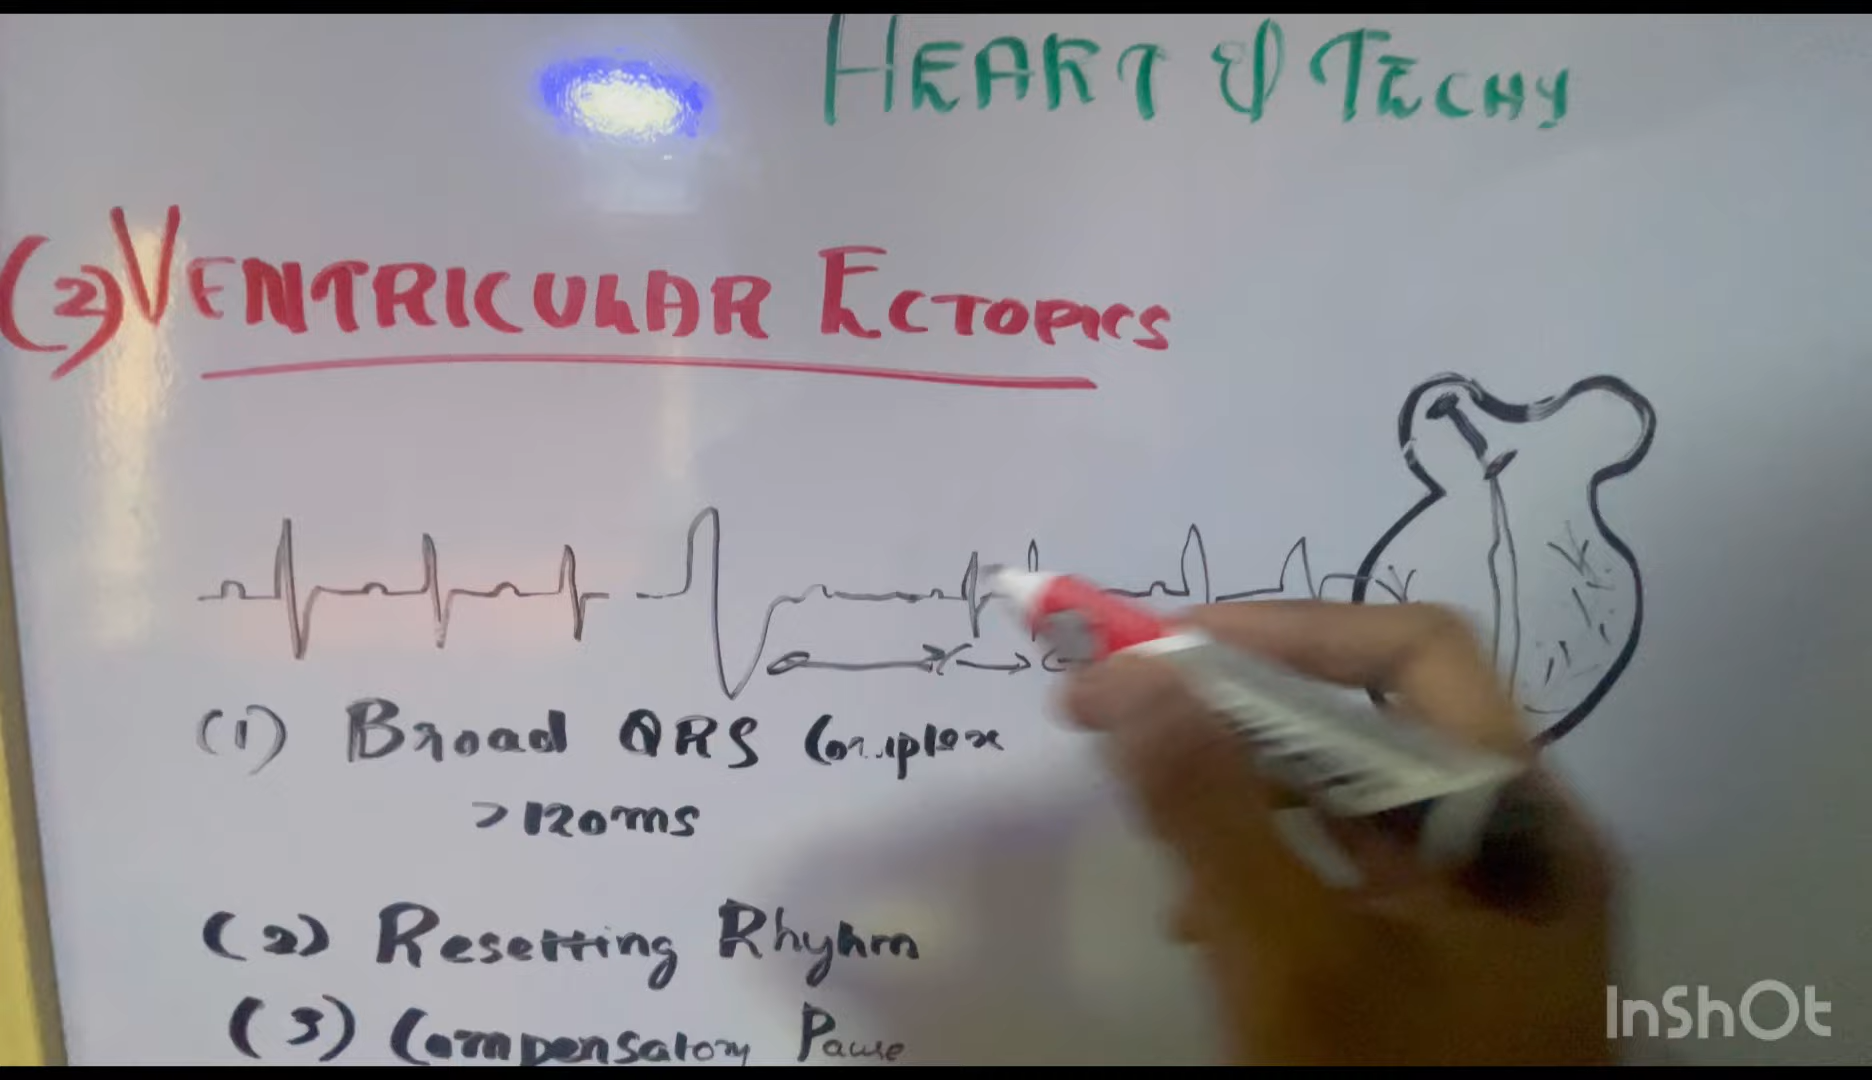 HEART & TECHY
(2) VENTRICULAR ECTOPICS
(1) Broad QRS Complex
>120ms
(2) Resetting Rhyhm
(3) Compensatory Pause
InShOt